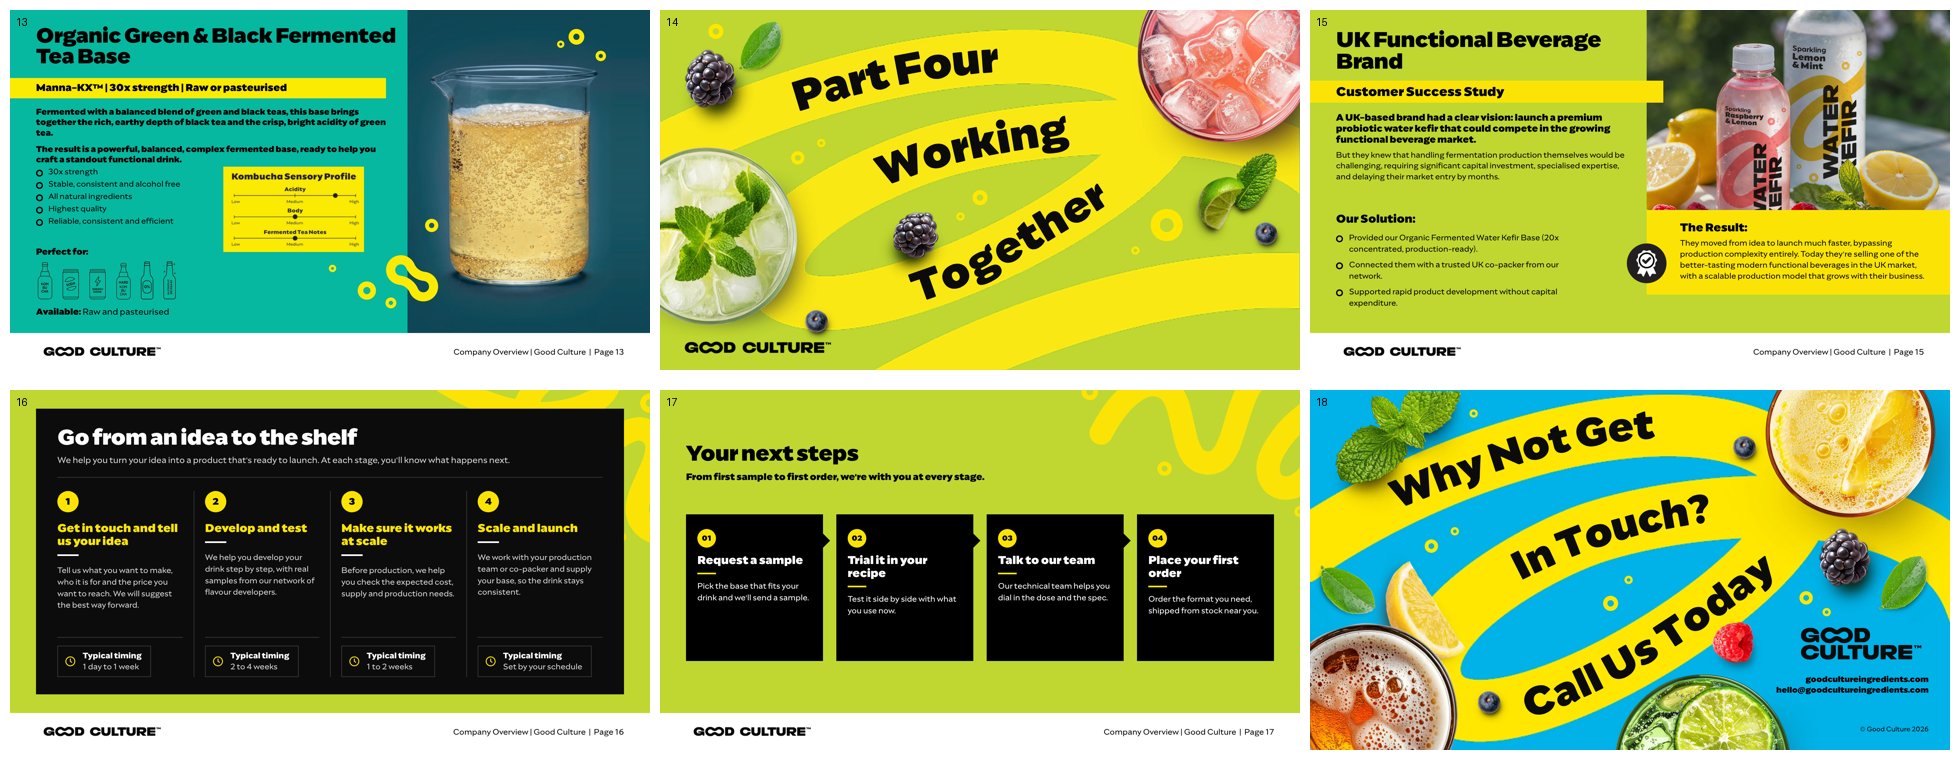 13
Organic Green & Black Fermented
Tea Base
Manna-KX™ | 30x strength | Raw or pasteurised
Fermented with a balanced blend of green and black teas, this base brings
together the rich, earthy depth of black tea and the crisp, bright acidity of green
tea.
The result is a powerful, balanced, complex fermented base, ready to help you
craft a standout functional drink.
30x strength
Stable, consistent and alcohol free
All natural ingredients
Highest quality
Reliable, consistent and efficient
Kombucha Sensory Profile
Acidity
Low Medium High
Body
Low Medium High
Fermented Tea Notes
Low Medium High
Perfect for:
Available: Raw and pasteurised
GOOD CULTURE™
Company Overview | Good Culture | Page 13
14
Part Four
Working
Together
GOOD CULTURE™
15
UK Functional Beverage
Brand
Customer Success Study
A UK-based brand had a clear vision: launch a premium
probiotic water kefir that could compete in the growing
functional beverage market.
But they knew that handling fermentation production themselves would be
challenging, requiring significant capital investment, specialised expertise,
and delaying their market entry by months.
Our Solution:
Provided our Organic Fermented Water Kefir Base (20x
concentrated, production-ready).
Connected them with a trusted UK co-packer from our
network.
Supported rapid product development without capital
expenditure.
Sparkling
Raspberry
& Lemon
WATER
KEFIR
Sparkling
Lemon
& Mint
WATER
KEFIR
The Result:
They moved from idea to launch much faster, bypassing
production complexity entirely. Today they're selling one of the
better-tasting modern functional beverages in the UK market,
with a scalable production model that grows with their business.
GOOD CULTURE™
Company Overview | Good Culture | Page 15
16
Go from an idea to the shelf
We help you turn your idea into a product that's ready to launch. At each stage, you'll know what happens next.
1
Get in touch and tell
us your idea
Tell us what you want to make,
who it is for and the price you
want to reach. We will suggest
the best way forward.
Typical timing
1 day to 1 week
2
Develop and test
We help you develop your
drink step by step, with real
samples from our network of
flavour developers.
Typical timing
2 to 4 weeks
3
Make sure it works
at scale
Before production, we help
you check the expected cost,
supply and production needs.
Typical timing
1 to 2 weeks
4
Scale and launch
We work with your production
team or co-packer and supply
your base, so the drink stays
consistent.
Typical timing
Set by your schedule
GOOD CULTURE™
Company Overview | Good Culture | Page 16
17
Your next steps
From first sample to first order, we're with you at every stage.
01
Request a sample
Pick the base that fits your
drink and we'll send a sample.
02
Trial it in your
recipe
Test it side by side with what
you use now.
03
Talk to our team
Our technical team helps you
dial in the dose and the spec.
04
Place your first
order
Order the format you need,
shipped from stock near you.
GOOD CULTURE™
Company Overview | Good Culture | Page 17
18
Why Not Get
In Touch?
Call Us Today
GOOD
CULTURE™
goodcultureingredients.com
hello@goodcultureingredients.com
© Good Culture 2026